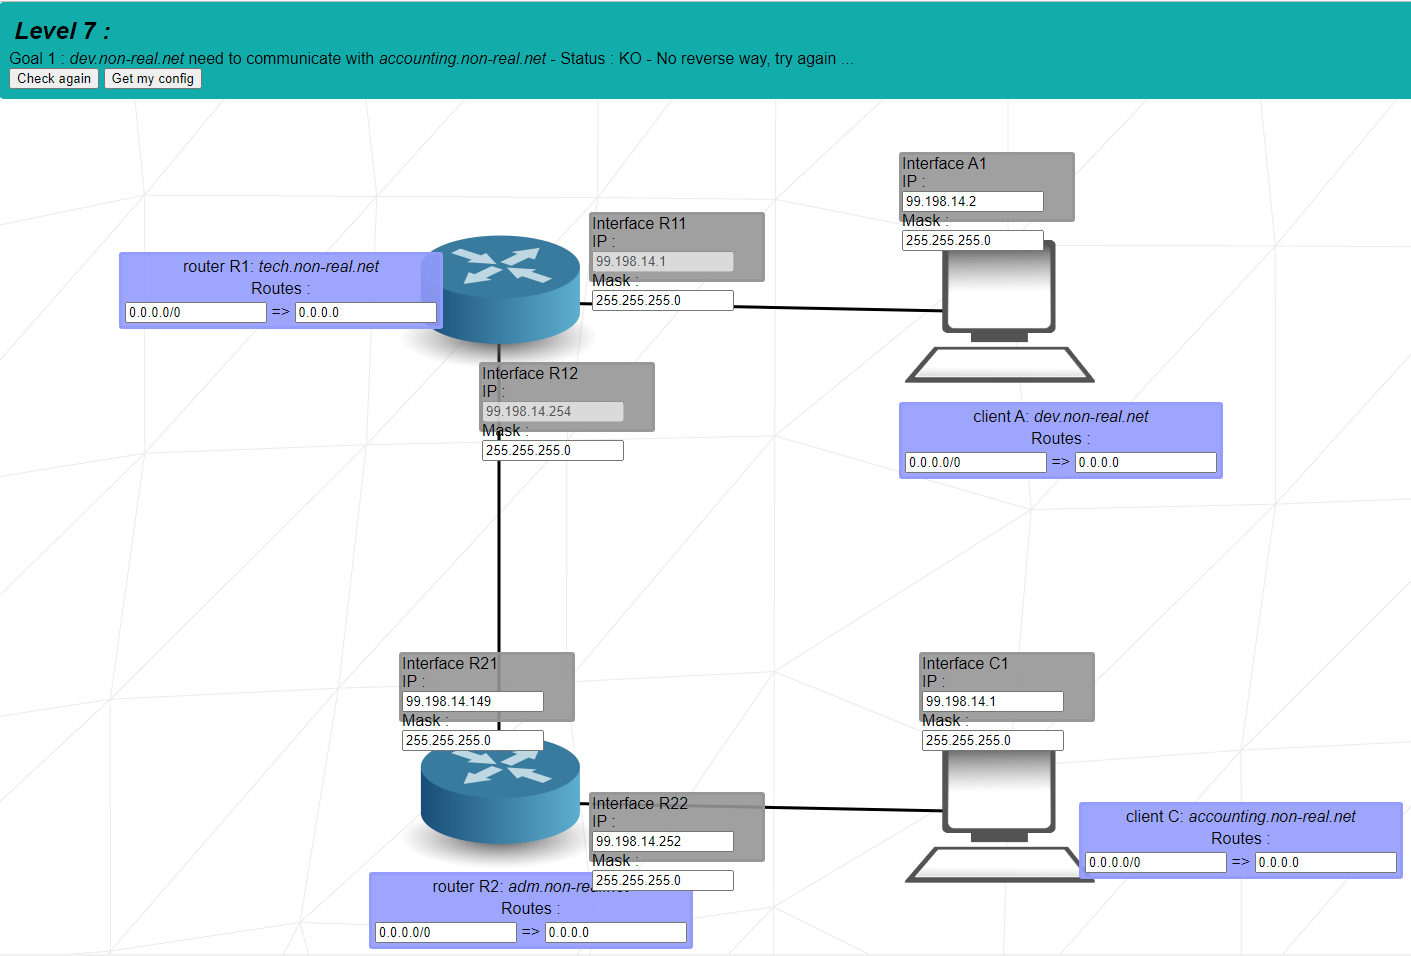 Level 7 :
Goal 1 : dev.non-real.net need to communicate with accounting.non-real.net - Status : KO - No reverse way, try again ...
Check again Get my config
Interface A1
IP :
99.198.14.2
Mask :
255.255.255.0
Interface R11
IP :
99.198.14.1
Mask :
255.255.255.0
router R1: tech.non-real.net
Routes :
0.0.0.0/0 => 0.0.0.0
Interface R12
IP :
99.198.14.254
Mask :
255.255.255.0
client A: dev.non-real.net
Routes :
0.0.0.0/0 => 0.0.0.0
Interface R21
IP :
99.198.14.149
Mask :
255.255.255.0
Interface C1
IP :
99.198.14.1
Mask :
255.255.255.0
Interface R22
IP :
99.198.14.252
Mask :
255.255.255.0
client C: accounting.non-real.net
Routes :
0.0.0.0/0 => 0.0.0.0
router R2: adm.non-real.net
Routes :
0.0.0.0/0 => 0.0.0.0